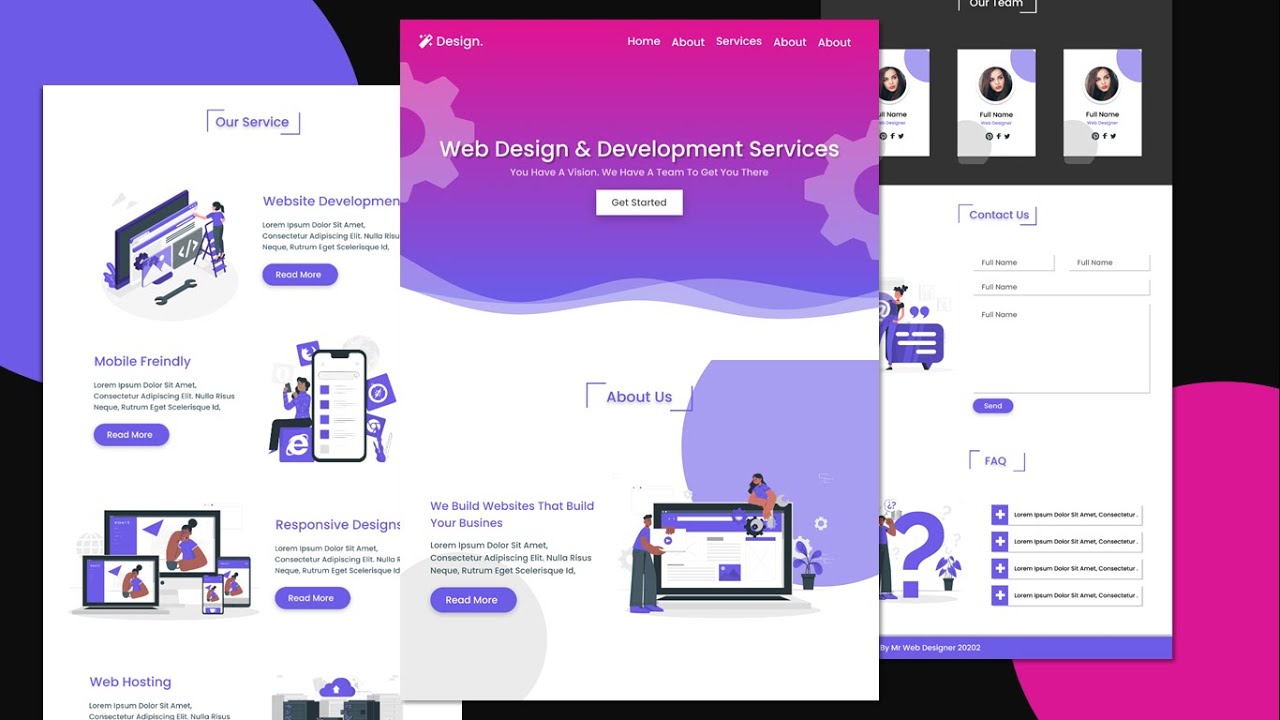 Our Service
Website Developmen
Lorem Ipsum Dolor Sit Amet,
Consectetur Adipiscing Elit. Nulla Ris
Neque, Rutrum Eget Scelerisque Id,
Read More
Mobile Freindly
Lorem Ipsum Dolor Sit Amet,
Consectetur Adipiscing Elit. Nulla Risus
Neque, Rutrum Eget Scelerisque Id,
Read More
Responsive Designs
Lorem Ipsum Dolor Sit Amet,
Consectetur Adipiscing Elit. Nulla Ris
Neque, Rutrum Eget Scelerisque Id,
Read More
Web Hosting
Lorem Ipsum Dolor Sit Amet,
Consectetur Adipiscing Elit. Nulla Risus
Design.
Home About Services About About
Web Design & Development Services
You Have A Vision. We Have A Team To Get You There
Get Started
About Us
We Build Websites That Build
Your Busines
Lorem Ipsum Dolor Sit Amet,
Consectetur Adipiscing Elit. Nulla Risus
Neque, Rutrum Eget Scelerisque Id,
Read More
Our Team
ull Name
Web Designer
Full Name
Web Designer
Full Name
Web Designer
Contact Us
Full Name Full Name
Full Name
Full Name
Send
FAQ
Lorem Ipsum Dolor Sit Amet, Consectetur .
Lorem Ipsum Dolor Sit Amet, Consectetur .
Lorem Ipsum Dolor Sit Amet, Consectetur .
Lorem Ipsum Dolor Sit Amet, Consectetur .
By Mr Web Designer 20202